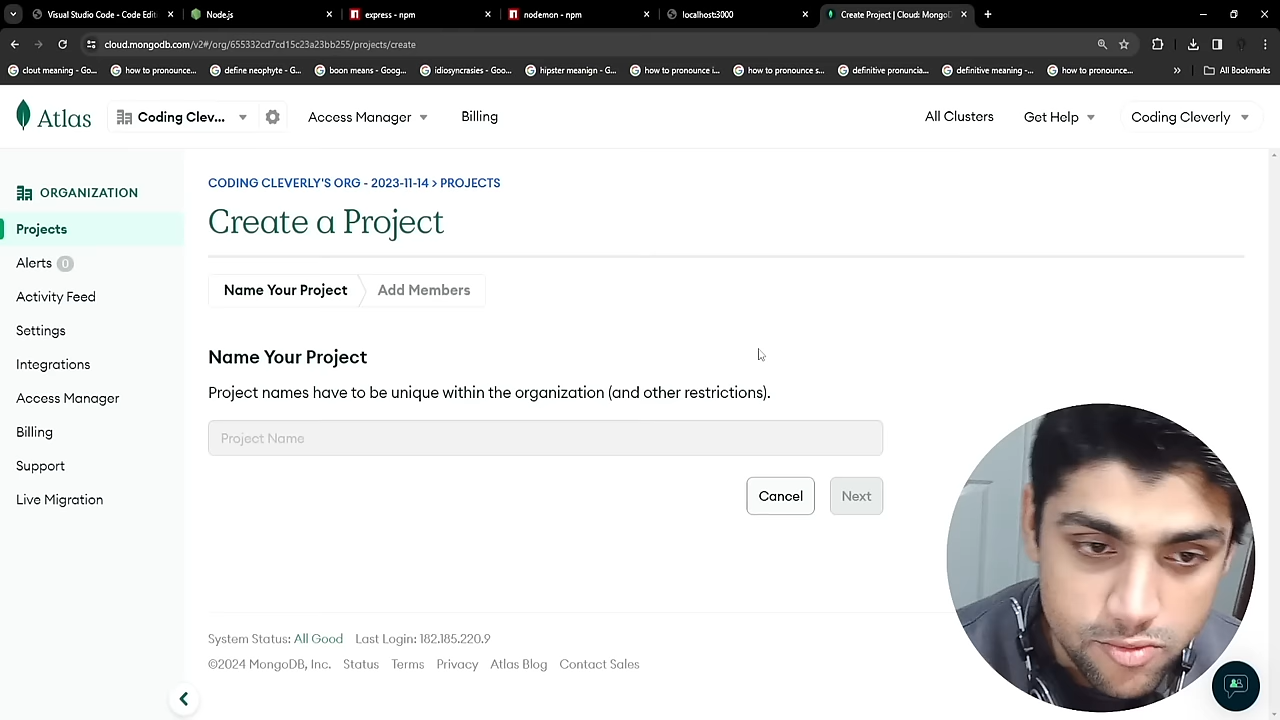 Visual Studio Code - Code Edit
Node.js
express - npm
nodemon - npm
localhost:3000
Create Project | Cloud: MongoD
cloud.mongodb.com/v2#/org/655332cd7cd15c23a23bb255/projects/create
clout meaning - Goo...
how to pronounce...
define neophyte - G...
boon means - Goog...
idiosyncrasies - Goo...
hipster meanign - G...
how to pronounce i...
how to pronounce s...
definitive pronuncia...
definitive meaning -...
how to pronounce...
All Bookmarks
Atlas
Coding Clev...
Access Manager
Billing
All Clusters
Get Help
Coding Cleverly
ORGANIZATION
Projects
Alerts 0
Activity Feed
Settings
Integrations
Access Manager
Billing
Support
Live Migration
CODING CLEVERLY'S ORG - 2023-11-14 > PROJECTS
Create a Project
Name Your Project
Add Members
Name Your Project
Project names have to be unique within the organization (and other restrictions).
Project Name
Cancel
Next
System Status: All Good Last Login: 182.185.220.9
©2024 MongoDB, Inc. Status Terms Privacy Atlas Blog Contact Sales